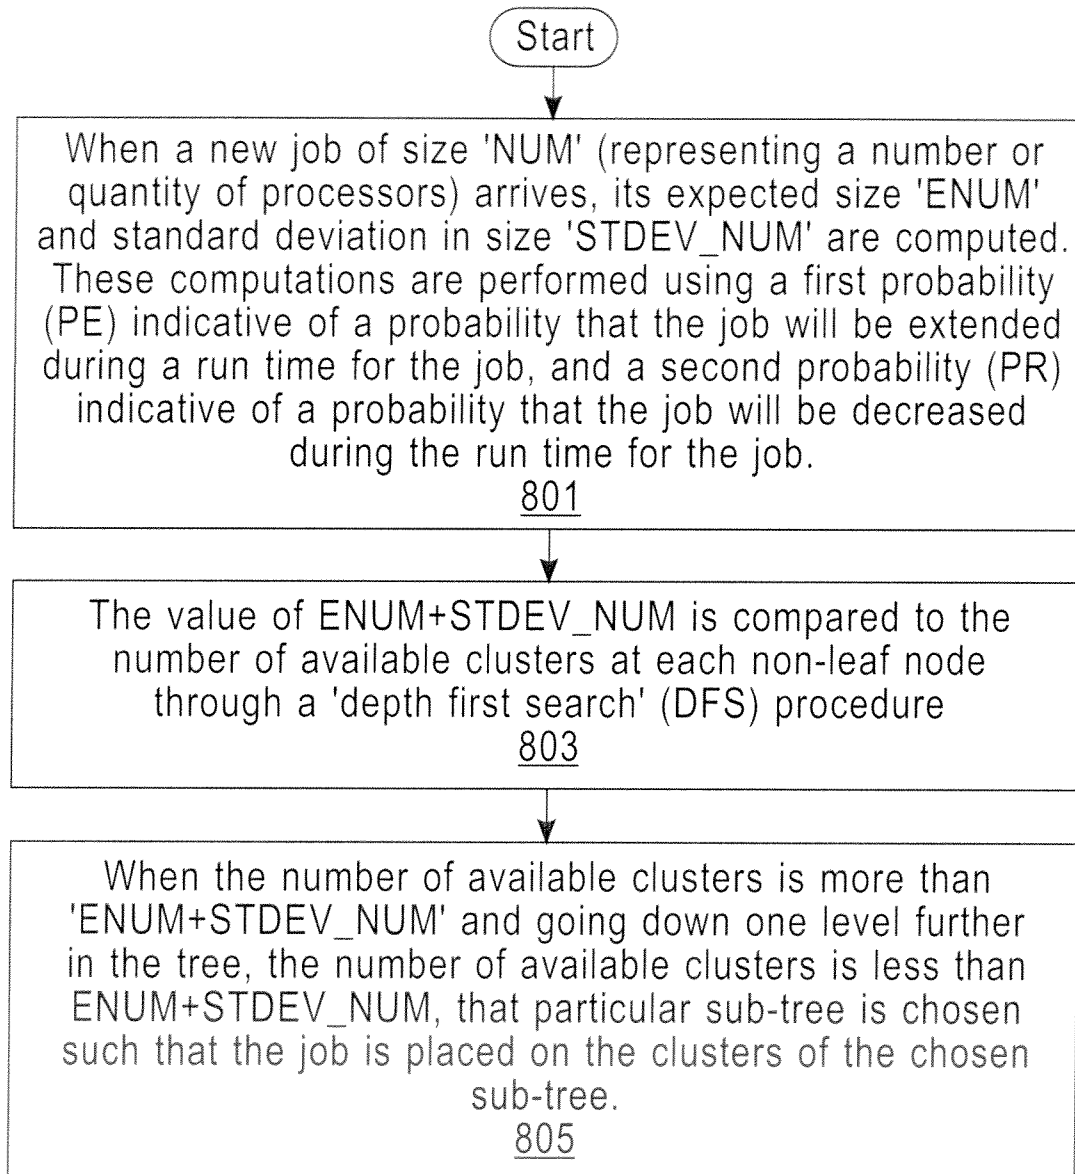 Start
When a new job of size 'NUM' (representing a number or
quantity of processors) arrives, its expected size 'ENUM'
and standard deviation in size 'STDEV_NUM' are computed.
These computations are performed using a first probability
(PE) indicative of a probability that the job will be extended
during a run time for the job, and a second probability (PR)
indicative of a probability that the job will be decreased
during the run time for the job.
801
The value of ENUM+STDEV_NUM is compared to the
number of available clusters at each non-leaf node
through a 'depth first search' (DFS) procedure
803
When the number of available clusters is more than
'ENUM+STDEV_NUM' and going down one level further
in the tree, the number of available clusters is less than
ENUM+STDEV_NUM, that particular sub-tree is chosen
such that the job is placed on the clusters of the chosen
sub-tree.
805